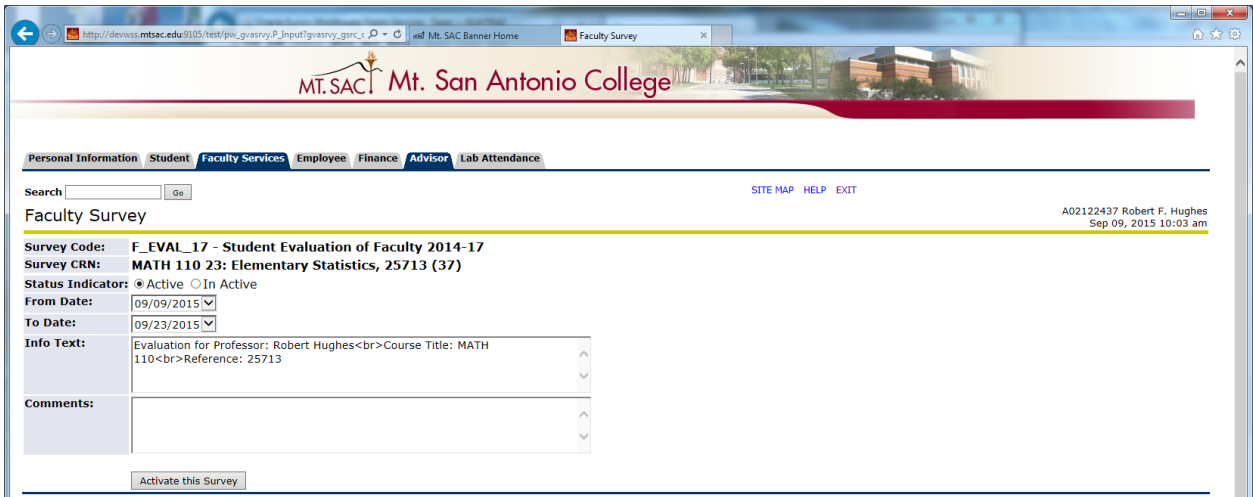 http://devwss.mtsac.edu:9105/test/pw_gvasrvy.P_Input?gvasrvy_gsrc_c
Mt. SAC Banner Home
Faculty Survey
MT. SAC Mt. San Antonio College
Personal Information Student Faculty Services Employee Finance Advisor Lab Attendance
Search Go SITE MAP HELP EXIT
Faculty Survey
A02122437 Robert F. Hughes
Sep 09, 2015 10:03 am
Survey Code: F_EVAL_17 - Student Evaluation of Faculty 2014-17
Survey CRN: MATH 110 23: Elementary Statistics, 25713 (37)
Status Indicator: Active In Active
From Date: 09/09/2015
To Date: 09/23/2015
Info Text: Evaluation for Professor: Robert Hughes<br>Course Title: MATH
110<br>Reference: 25713
Comments:
Activate this Survey